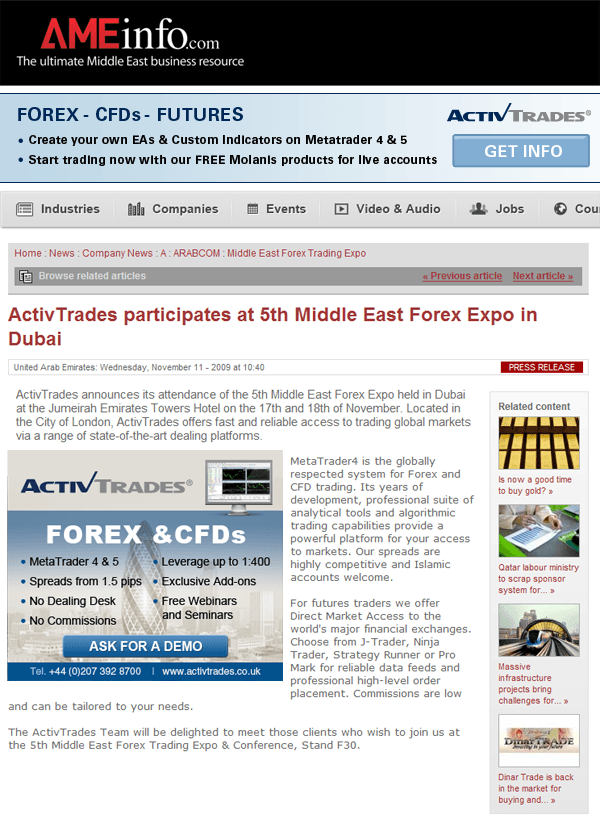 AMEinfo.com
The ultimate Middle East business resource
FOREX - CFDs - FUTURES
• Create your own EAs & Custom Indicators on Metatrader 4 & 5
• Start trading now with our FREE Molanis products for live accounts
ACTIVTRADES®
GET INFO
Industries
Companies
Events
Video & Audio
Jobs
Cou
Home : News : Company News : A : ARABCOM : Middle East Forex Trading Expo
Browse related articles
« Previous article
Next article »
ActivTrades participates at 5th Middle East Forex Expo in
Dubai
United Arab Emirates: Wednesday, November 11 - 2009 at 10:40
PRESS RELEASE
ActivTrades announces its attendance of the 5th Middle East Forex Expo held in Dubai
at the Jumeirah Emirates Towers Hotel on the 17th and 18th of November. Located in
the City of London, ActivTrades offers fast and reliable access to trading global markets
via a range of state-of-the-art dealing platforms.
ACTIVTRADES®
FOREX & CFDs
• MetaTrader 4 & 5
• Spreads from 1.5 pips
• No Dealing Desk
• No Commissions
• Leverage up to 1:400
• Exclusive Add-ons
• Free Webinars
and Seminars
ASK FOR A DEMO
Tel. +44 (0)207 392 8700 | www.activtrades.co.uk
MetaTrader4 is the globally
respected system for Forex and
CFD trading. Its years of
development, professional suite of
analytical tools and algorithmic
trading capabilities provide a
powerful platform for your access
to markets. Our spreads are
highly competitive and Islamic
accounts welcome.
For futures traders we offer
Direct Market Access to the
world's major financial exchanges.
Choose from J-Trader, Ninja
Trader, Strategy Runner or Pro
Mark for reliable data feeds and
professional high-level order
placement. Commissions are low
and can be tailored to your needs.
The ActivTrades Team will be delighted to meet those clients who wish to join us at
the 5th Middle East Forex Trading Expo & Conference, Stand F30.
Related content
Is now a good time
to buy gold? »
Qatar labour ministry
to scrap sponsor
system for... »
Massive
infrastructure
projects bring
challenges for... »
DinarTRADE
Dinar Trade is back
in the market for
buying and... »